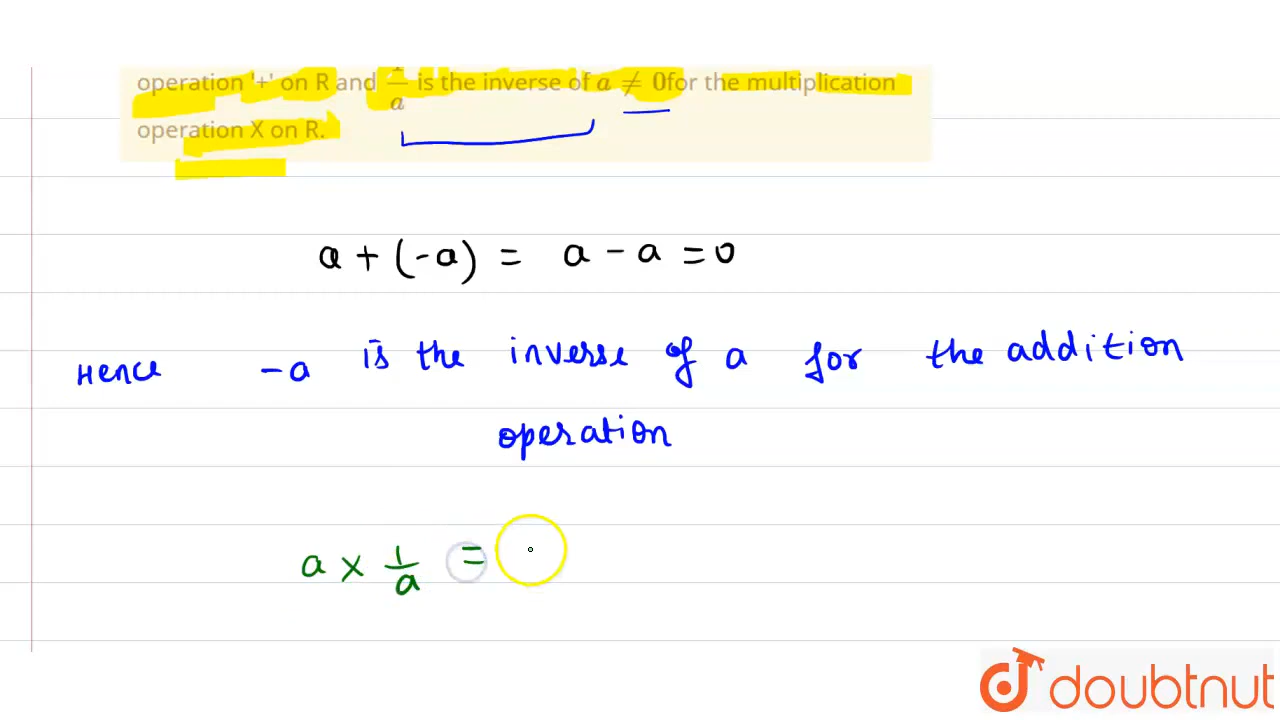 operation '+' on R and 1/a is the inverse of a ≠ 0for the multiplication
operation X on R.
a + (-a) = a - a = 0
Hence -a is the inverse of a for the addition
operation
a × 1/a =
doubtnut